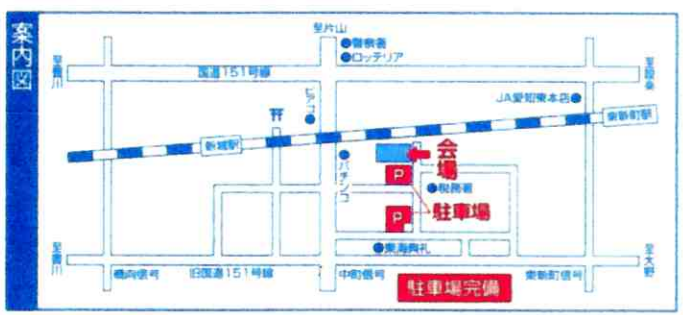 案内図
至片山
警察署
ロッテリア
至豊川
国道151号線
至設楽
ピアゴ
JA愛知東本店
東新町駅
新城駅
会場
P
パチンコ
税務署
駐車場
P
東海典礼
至豊川
橋向信号
旧国道151号線
中町信号
東新町信号
至大野
駐車場完備